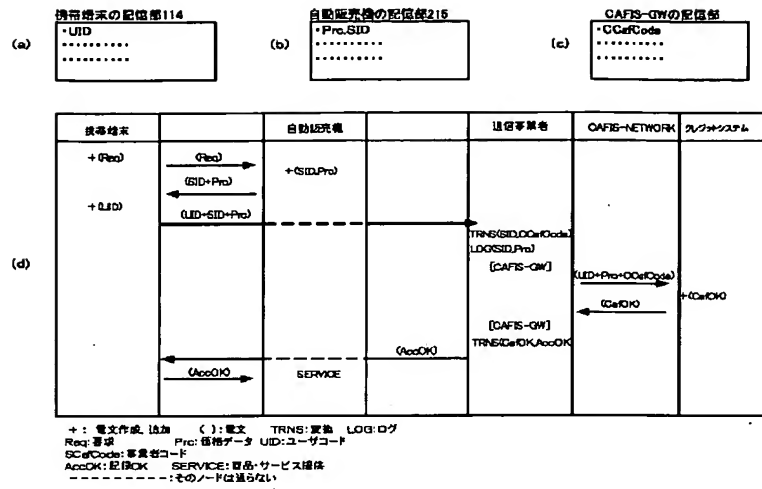 携帯端末の記憶部114
自動販売機の記憶部215
CAFIS-GWの記憶部
(a)
・UID
(b)
・Pro.SID
(c)
・CCafCode
携帯端末
自動販売機
通信事業者
CAFIS-NETWORK
クレジットシステム
+(Req)
(Req)
+(SID,Pro)
(SID+Pro)
+(UID)
(UID+SID+Pro)
TRNS(SID,CCafCode)
LOG(SID,Pro)
(d)
[CAFIS-GW]
(UID+Pro+CCafCode)
(CafOK)
+(CafOK)
[CAFIS-GW]
TRNS(CafOK,AccOK
(AccOK)
(AccOK)
SERVICE
+ : 電文作成, 追加 ( ):電文 TRNS:変換 LOG:ログ
Req:要求 Prc:価格データ UID:ユーザコード
SCafCode:事業者コード
AccOK:記録OK SERVICE:商品・サービス提供
----------:そのノードは通らない